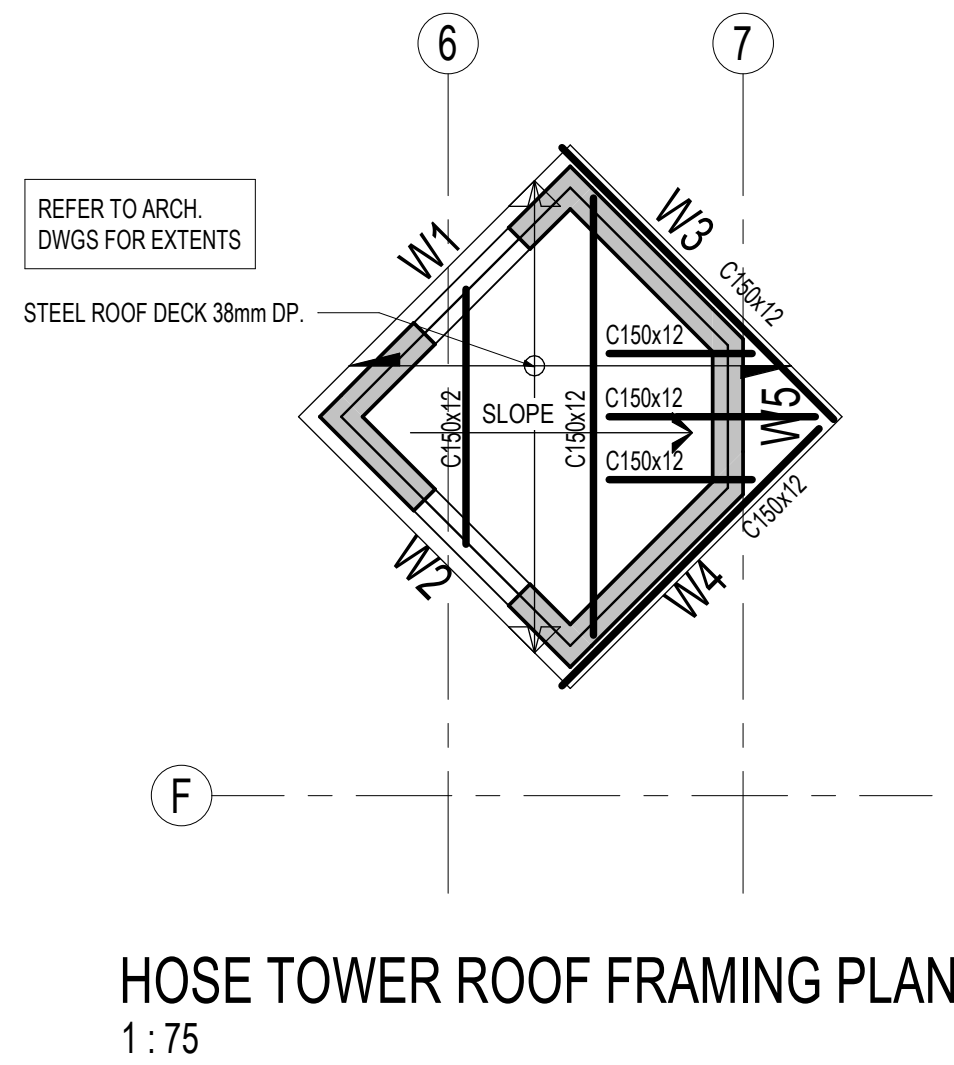 6
7
REFER TO ARCH.
DWGS FOR EXTENTS
W1
W3
C150x12
STEEL ROOF DECK 38mm DP.
C150x12
C150x12
C150x12
SLOPE
C150x12
W5
C150x12
C150x12
W2
W4
F
HOSE TOWER ROOF FRAMING PLAN
1 : 75